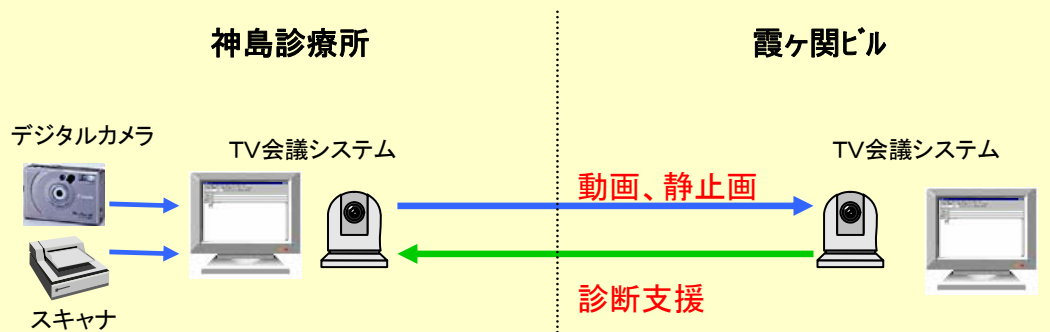 神島診療所
霞ヶ関ビル
デジタルカメラ
TV会議システム
TV会議システム
動画、静止画
診断支援
スキャナ